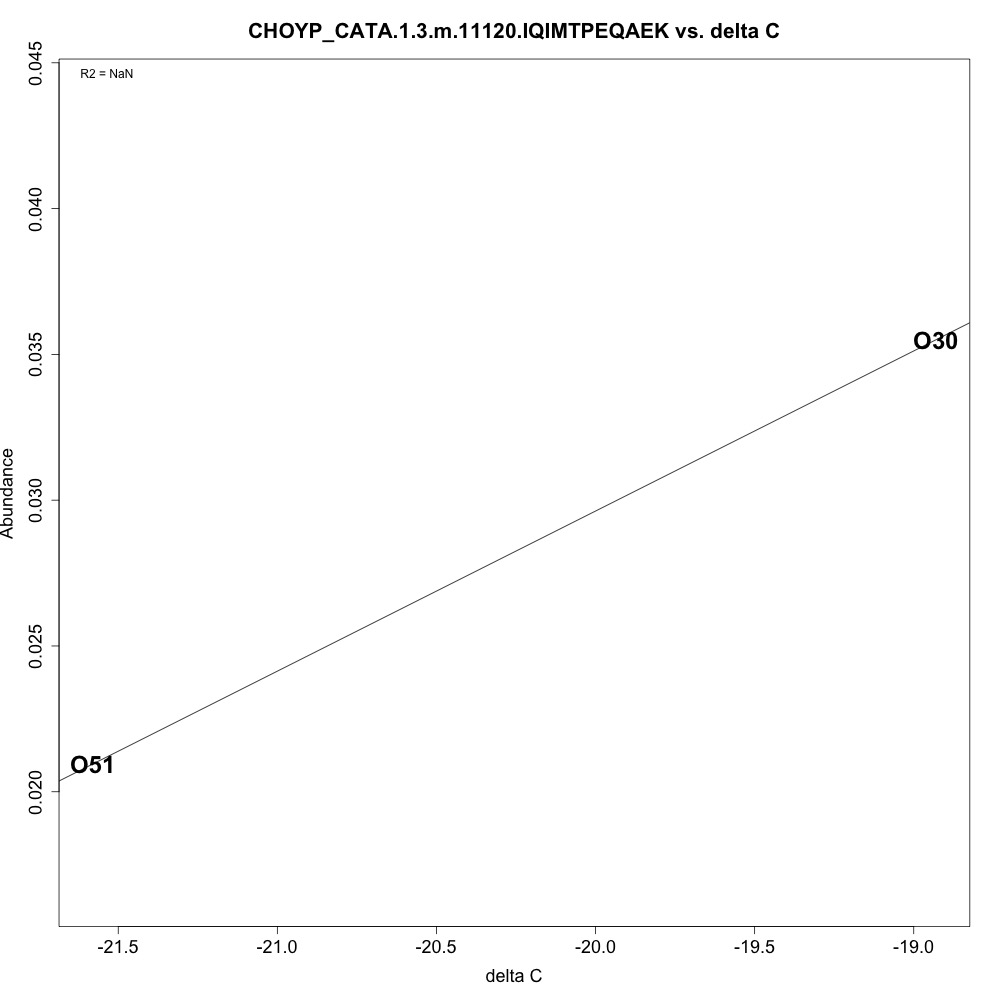 CHOYP_CATA.1.3.m.11120.IQIMTPEQAEK vs. delta C
R2 = NaN
0.045
0.040
0.035
0.030
0.025
0.020
Abundance
O30
O51
-21.5
-21.0
-20.5
-20.0
-19.5
-19.0
delta C